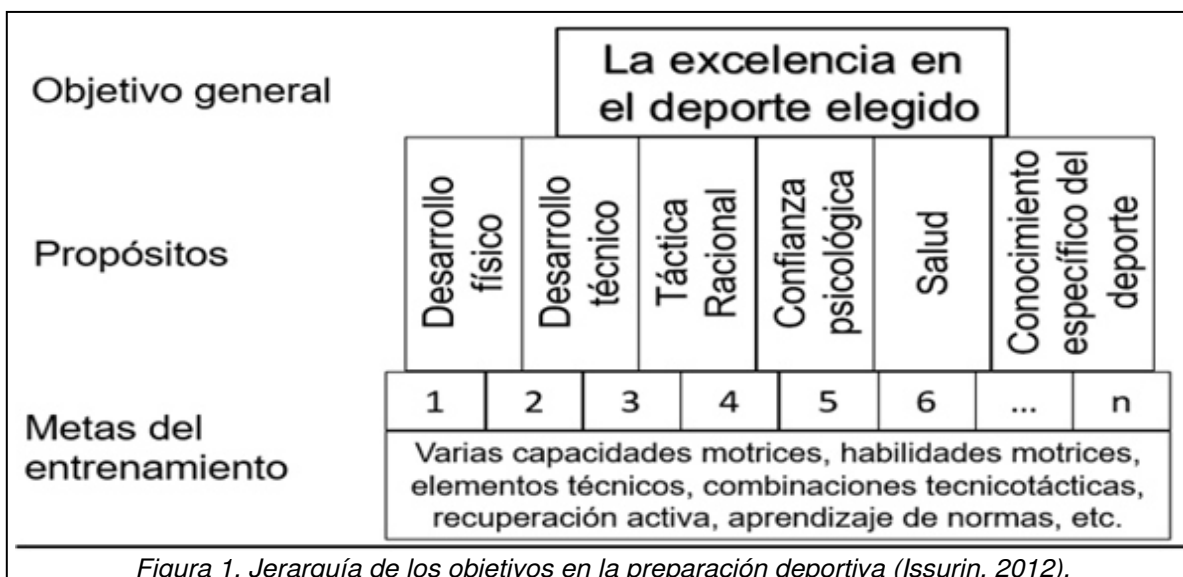 Objetivo general
La excelencia en
el deporte elegido
Propósitos
Desarrollo
físico
Desarrollo
técnico
Táctica
Racional
Confianza
psicológica
Salud
Conocimiento
específico del
deporte
Metas del
entrenamiento
1 2 3 4 5 6 ... n
Varias capacidades motrices, habilidades motrices,
elementos técnicos, combinaciones tecnicotácticas,
recuperación activa, aprendizaje de normas, etc.
Figura 1. Jerarquía de los objetivos en la preparación deportiva (Issurin, 2012).